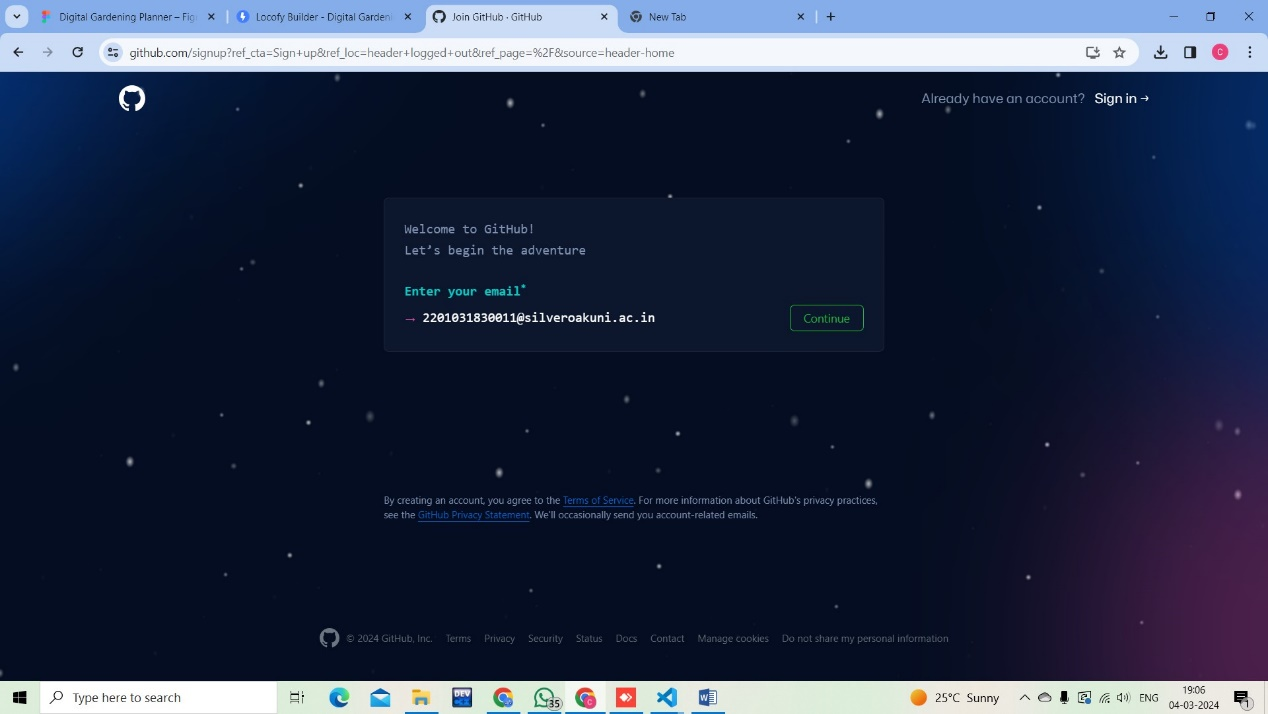 Digital Gardening Planner – Fig
Locofy Builder - Digital Garden
Join GitHub · GitHub
New Tab
github.com/signup?ref_cta=Sign+up&ref_loc=header+logged+out&ref_page=%2F&source=header-home
C
Already have an account? Sign in →
Welcome to GitHub!
Let’s begin the adventure
Enter your email*
→ 2201031830011@silveroakuni.ac.in
Continue
By creating an account, you agree to the Terms of Service. For more information about GitHub's privacy practices,
see the GitHub Privacy Statement. We'll occasionally send you account-related emails.
© 2024 GitHub, Inc. Terms Privacy Security Status Docs Contact Manage cookies Do not share my personal information
Type here to search
DEV
35
C
25°C Sunny
ENG
19:06
04-03-2024
1